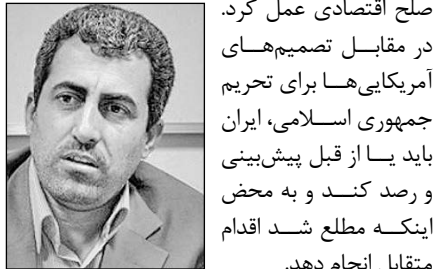 صلح اقتصادی عمل کرد.
در مقابل تصمیم‌های
آمریکایی‌ها برای تحریم
جمهوری اسلامی، ایران
باید یا از قبل پیش‌بینی
و رصد کند و به محض
اینکه مطلع شد اقدام
متقابل انجام دهد.